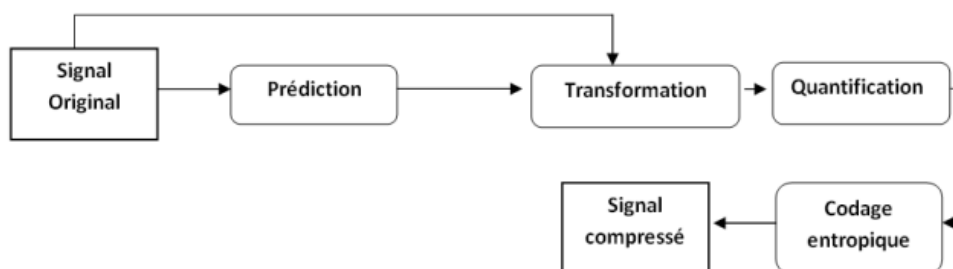 Signal
Original
Prédiction
Transformation
Quantification
Signal
compressé
Codage
entropique